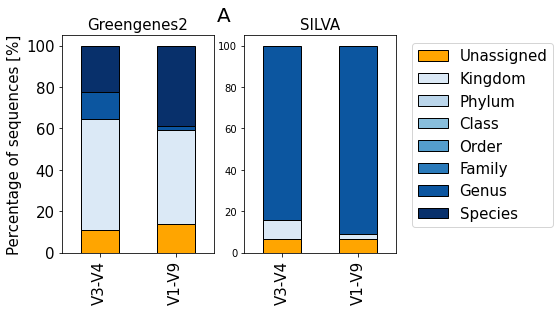 A
Greengenes2
SILVA
Percentage of sequences [%]
100
80
60
40
20
0
V3-V4
V1-V9
100
80
60
40
20
0
V3-V4
V1-V9
Unassigned
Kingdom
Phylum
Class
Order
Family
Genus
Species